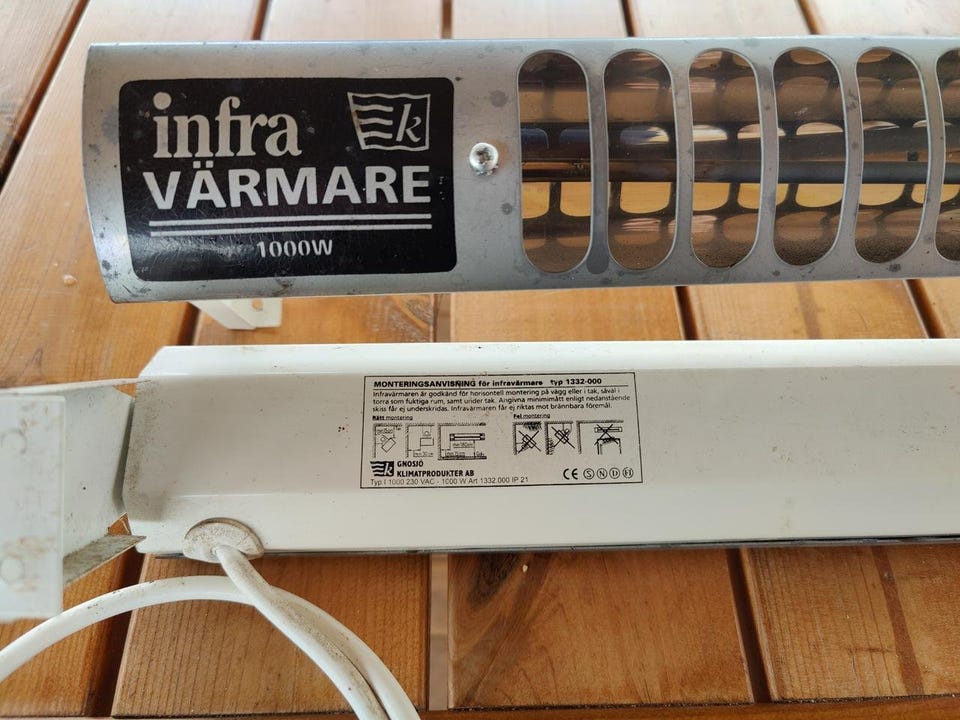 infra
k
VÄRMARE
1000W
MONTERINGSANVISNING för infravärmare typ 1332-000
Infravärmaren är godkänd för horisontell montering på vägg eller i tak, såväl i
torra som fuktiga rum, samt under tak. Angivna minimimått enligt nedanstående
skiss får ej underskridas. Infravärmaren får ej riktas mot brännbara föremål.
Rätt montering
Fel montering
k
GNOSJÖ
KLIMATPRODUKTER AB
CE S N D FI
Typ I 1000 230 VAC - 1000 W Art 1332.000 IP 21